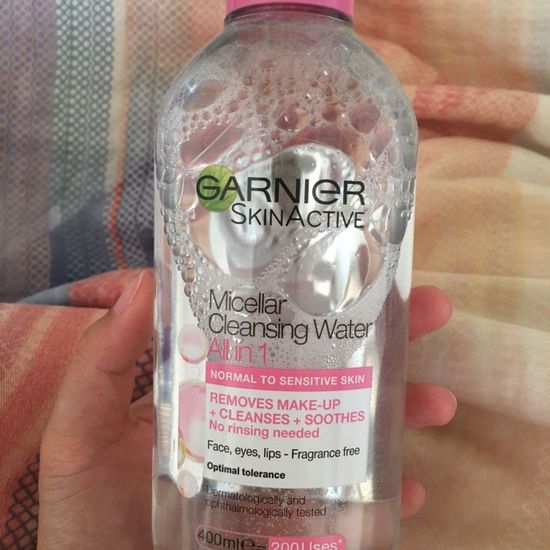 GARNIER
SKINACTIVE
Micellar
Cleansing Water
All in 1
NORMAL TO SENSITIVE SKIN
REMOVES MAKE-UP
+ CLEANSES + SOOTHES
No rinsing needed
Face, eyes, lips - Fragrance free
Optimal tolerance
Dermatologically and
ophthalmologically tested
400ml e = 200 Uses*